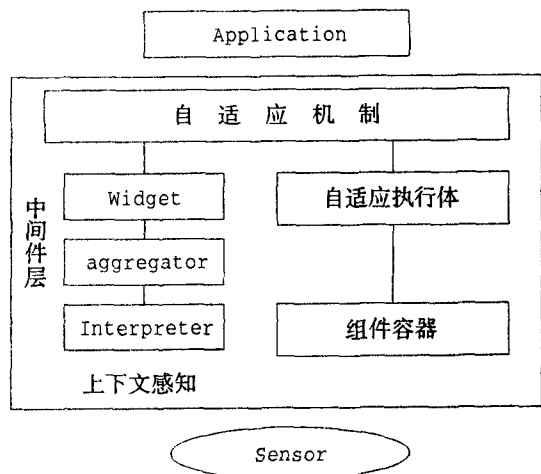 Application
自适应机制
Widget
自适应执行体
中间件层
aggregator
Interpreter
组件容器
上下文感知
Sensor